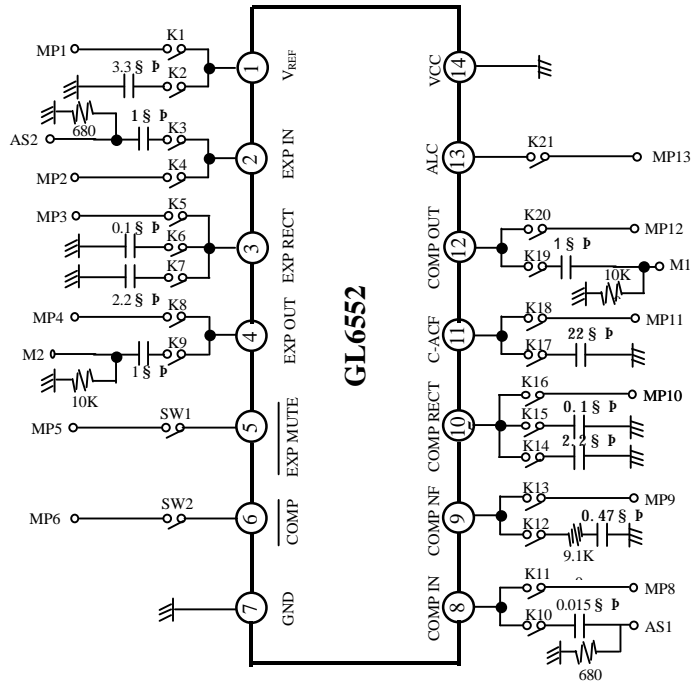 MP1
K1
3.3 § Þ
K2
1
VREF
680
1 § Þ
K3
AS2
MP2
K4
2
EXP IN
MP3
K5
0.1 § Þ
K6
K7
3
EXP RECT
2.2 § Þ
MP4
K8
M2
1 § Þ
K9
10K
4
EXP OUT
MP5
SW1
5
EXP MUTE
MP6
SW2
6
COMP
7
GND
GL6552
14
VCC
13
ALC
K21
MP13
12
COMP OUT
K20
MP12
K19
1 § Þ
M1
10K
11
C-ACF
K18
MP11
K17
22 § Þ
10
COMP RECT
K16
MP10
K15
0.1 § Þ
K14
2.2 § Þ
9
COMP NF
K13
MP9
K12
0.47 § Þ
9.1K
8
COMP IN
K11
MP8
K10
0.015 § Þ
AS1
680